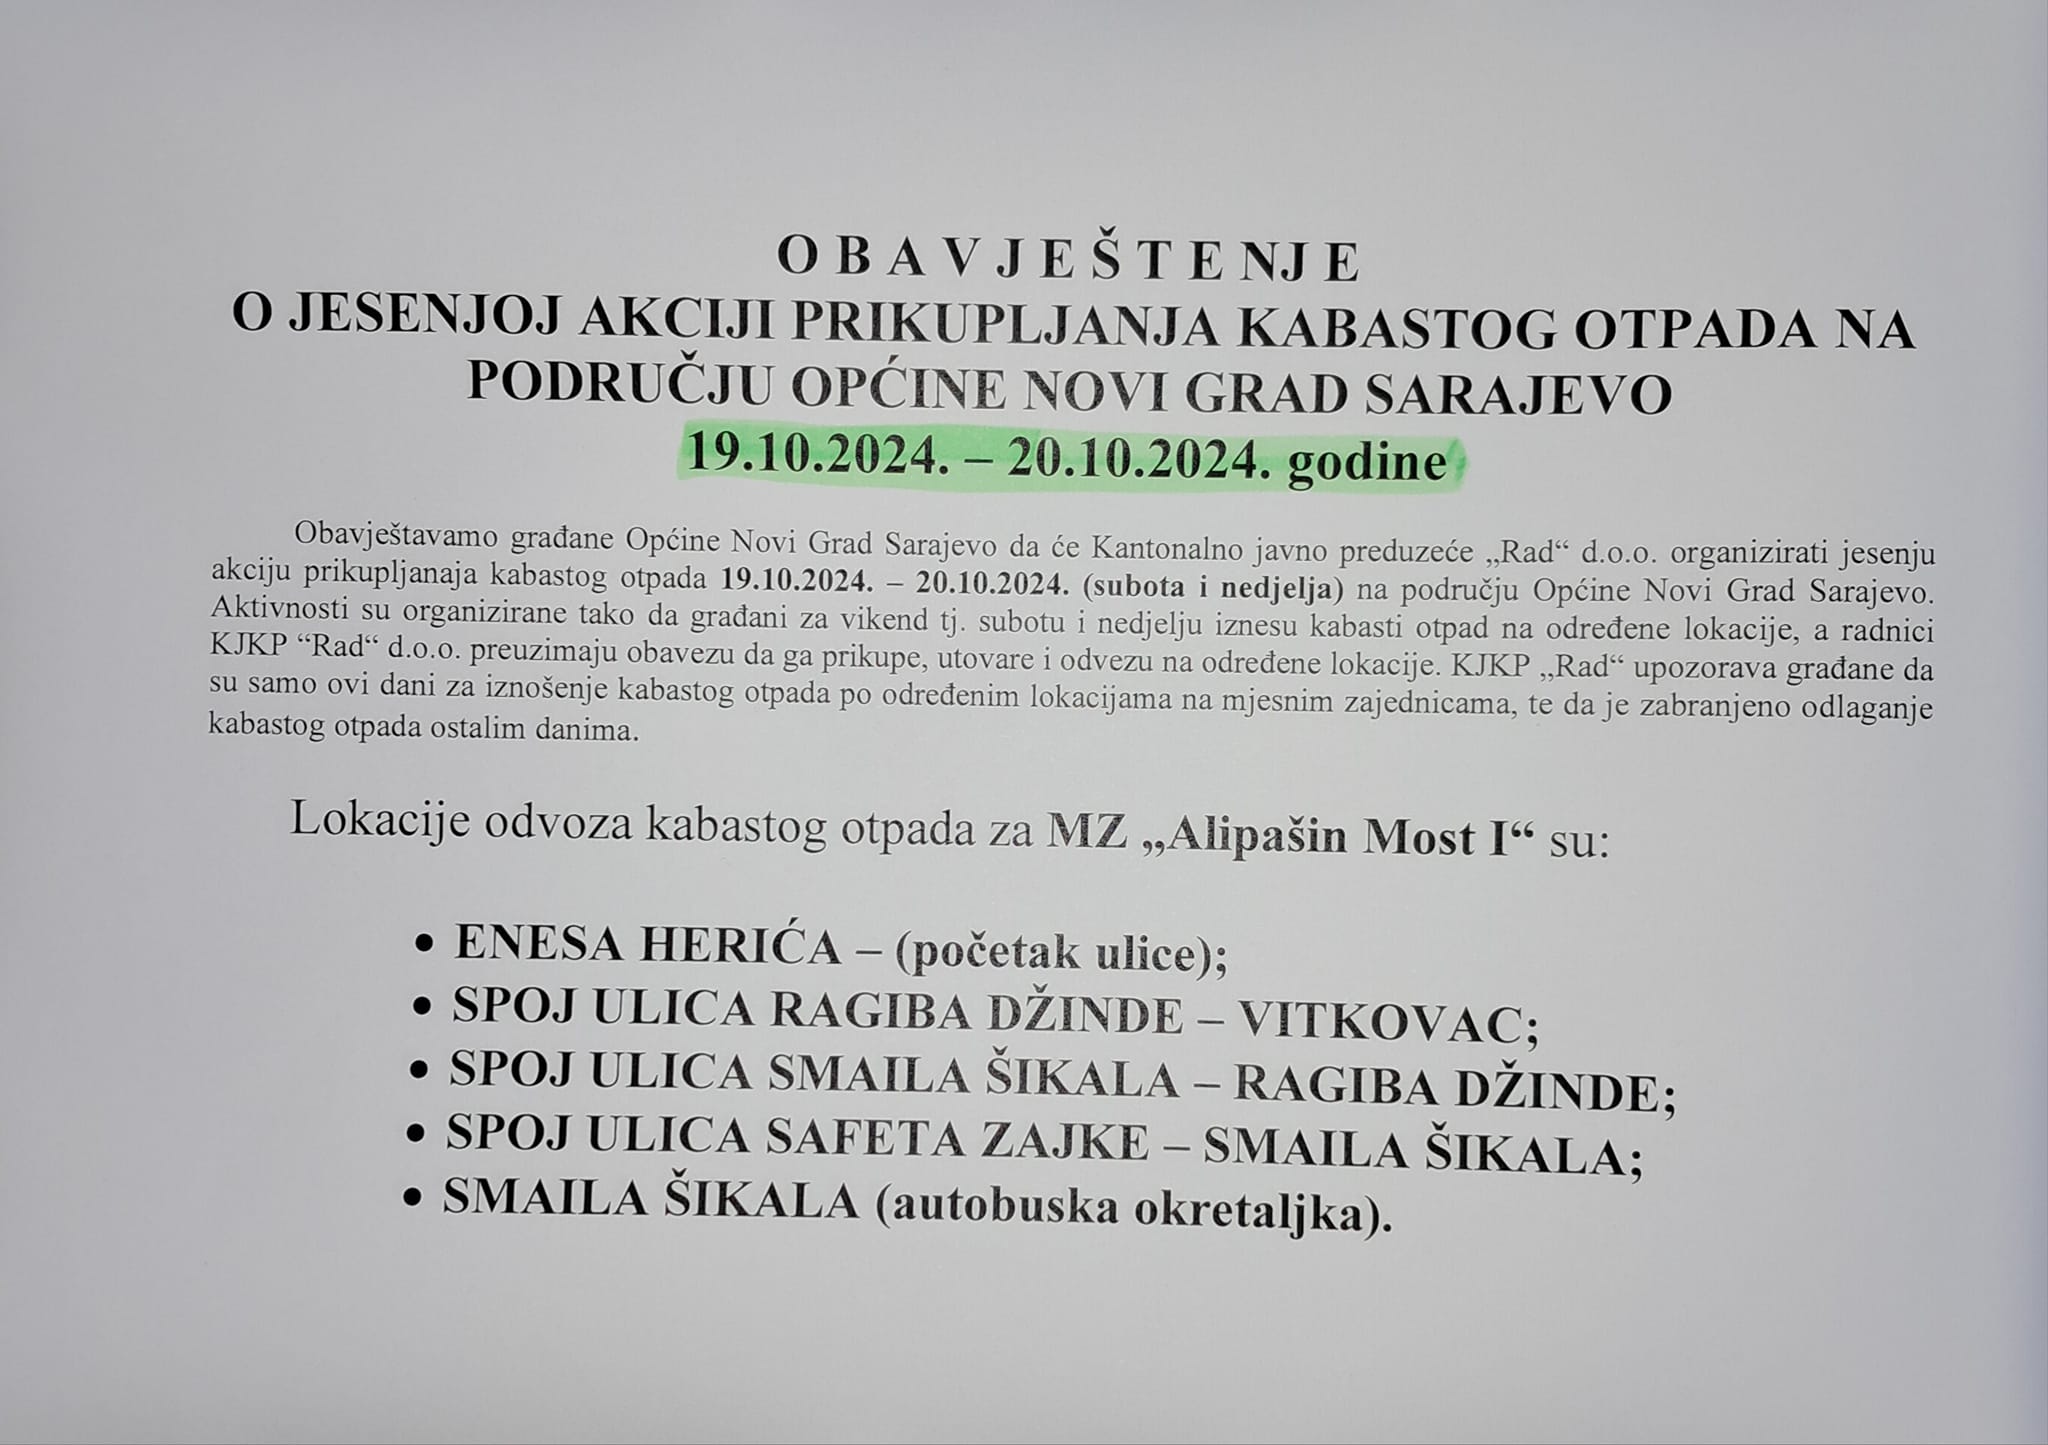 O B A V J E Š T E NJ E
O JESENJOJ AKCIJI PRIKUPLJANJA KABASTOG OTPADA NA
PODRUČJU OPĆINE NOVI GRAD SARAJEVO
19.10.2024. – 20.10.2024. godine
Obavještavamo građane Općine Novi Grad Sarajevo da će Kantonalno javno preduzeće „Rad“ d.o.o. organizirati jesenju
akciju prikupljanaja kabastog otpada 19.10.2024. – 20.10.2024. (subota i nedjelja) na području Općine Novi Grad Sarajevo.
Aktivnosti su organizirane tako da građani za vikend tj. subotu i nedjelju iznesu kabasti otpad na određene lokacije, a radnici
KJKP “Rad“ d.o.o. preuzimaju obavezu da ga prikupe, utovare i odvezu na određene lokacije. KJKP „Rad“ upozorava građane da
su samo ovi dani za iznošenje kabastog otpada po određenim lokacijama na mjesnim zajednicama, te da je zabranjeno odlaganje
kabastog otpada ostalim danima.
Lokacije odvoza kabastog otpada za MZ „Alipašin Most I“ su:
• ENESA HERIĆA – (početak ulice);
• SPOJ ULICA RAGIBA DŽINDE – VITKOVAC;
• SPOJ ULICA SMAILA ŠIKALA – RAGIBA DŽINDE;
• SPOJ ULICA SAFETA ZAJKE – SMAILA ŠIKALA;
• SMAILA ŠIKALA (autobuska okretaljka).